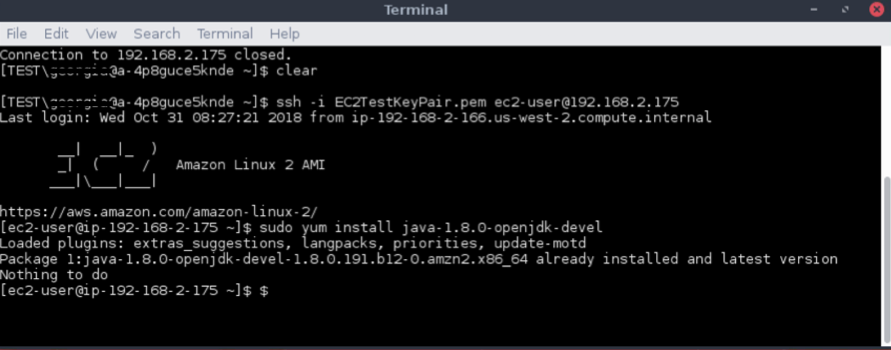 Terminal
File Edit View Search Terminal Help
Connection to 192.168.2.175 closed.
[TEST\@a-4p8guce5knde ~]$ clear
[TEST\@a-4p8guce5knde ~]$ ssh -i EC2TestKeyPair.pem ec2-user@192.168.2.175
Last login: Wed Oct 31 08:27:21 2018 from ip-192-168-2-166.us-west-2.compute.internal
__| __|_ )
_| ( / Amazon Linux 2 AMI
___|\___|___|
https://aws.amazon.com/amazon-linux-2/
[ec2-user@ip-192-168-2-175 ~]$ sudo yum install java-1.8.0-openjdk-devel
Loaded plugins: extras_suggestions, langpacks, priorities, update-motd
Package 1:java-1.8.0-openjdk-devel-1.8.0.191.b12-0.amzn2.x86_64 already installed and latest version
Nothing to do
[ec2-user@ip-192-168-2-175 ~]$ $